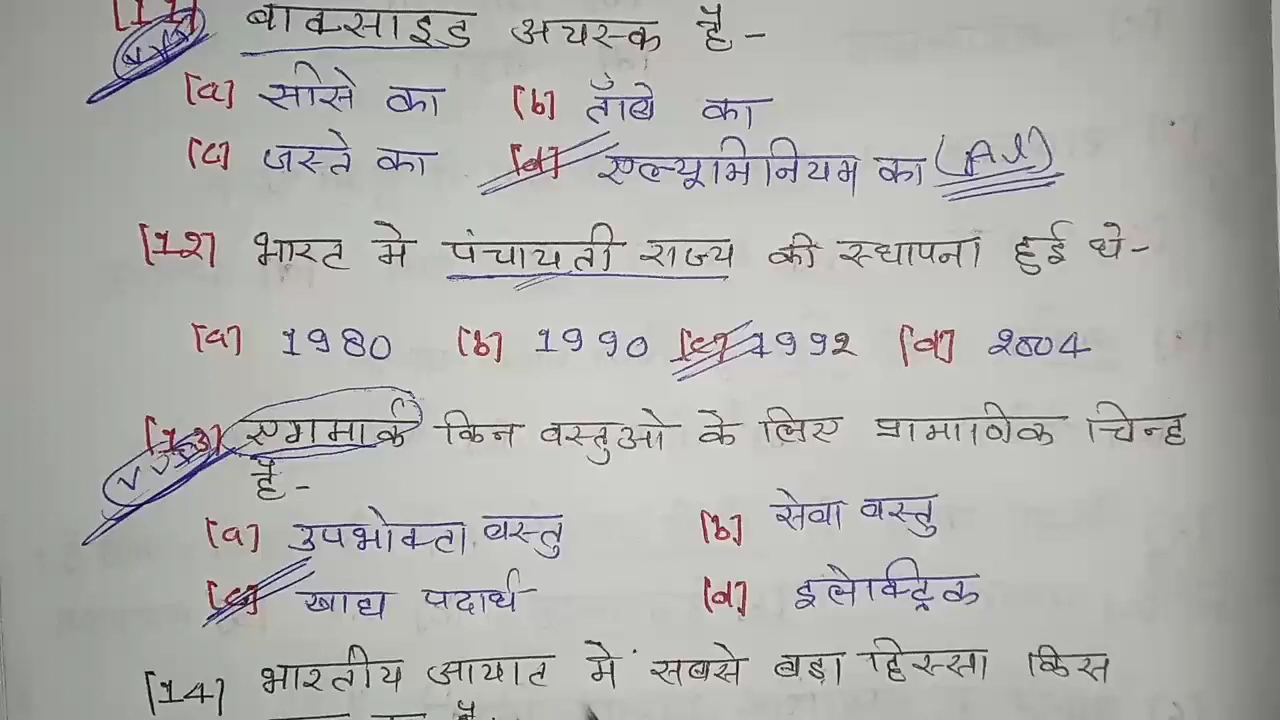 बाक्साइड अयस्क है -
[a] सीसे का [b] ताँबे का
[c] जस्ते का [d] एल्यूमिनियम का (Al)
[12] भारत मे पंचायती राज्य की स्थापना हुई थे -
[a] 1980 [b] 1990 [c] 1992 [d] 2004
[13] एगमार्क किन वस्तुओ के लिए प्रामाणिक चिन्ह
है -
[a] उपभोक्ता वस्तु [b] सेवा वस्तु
[c] खाद्य पदार्थ [d] इलेक्ट्रिक
[14] भारतीय आयात में सबसे बड़ा हिस्सा किस